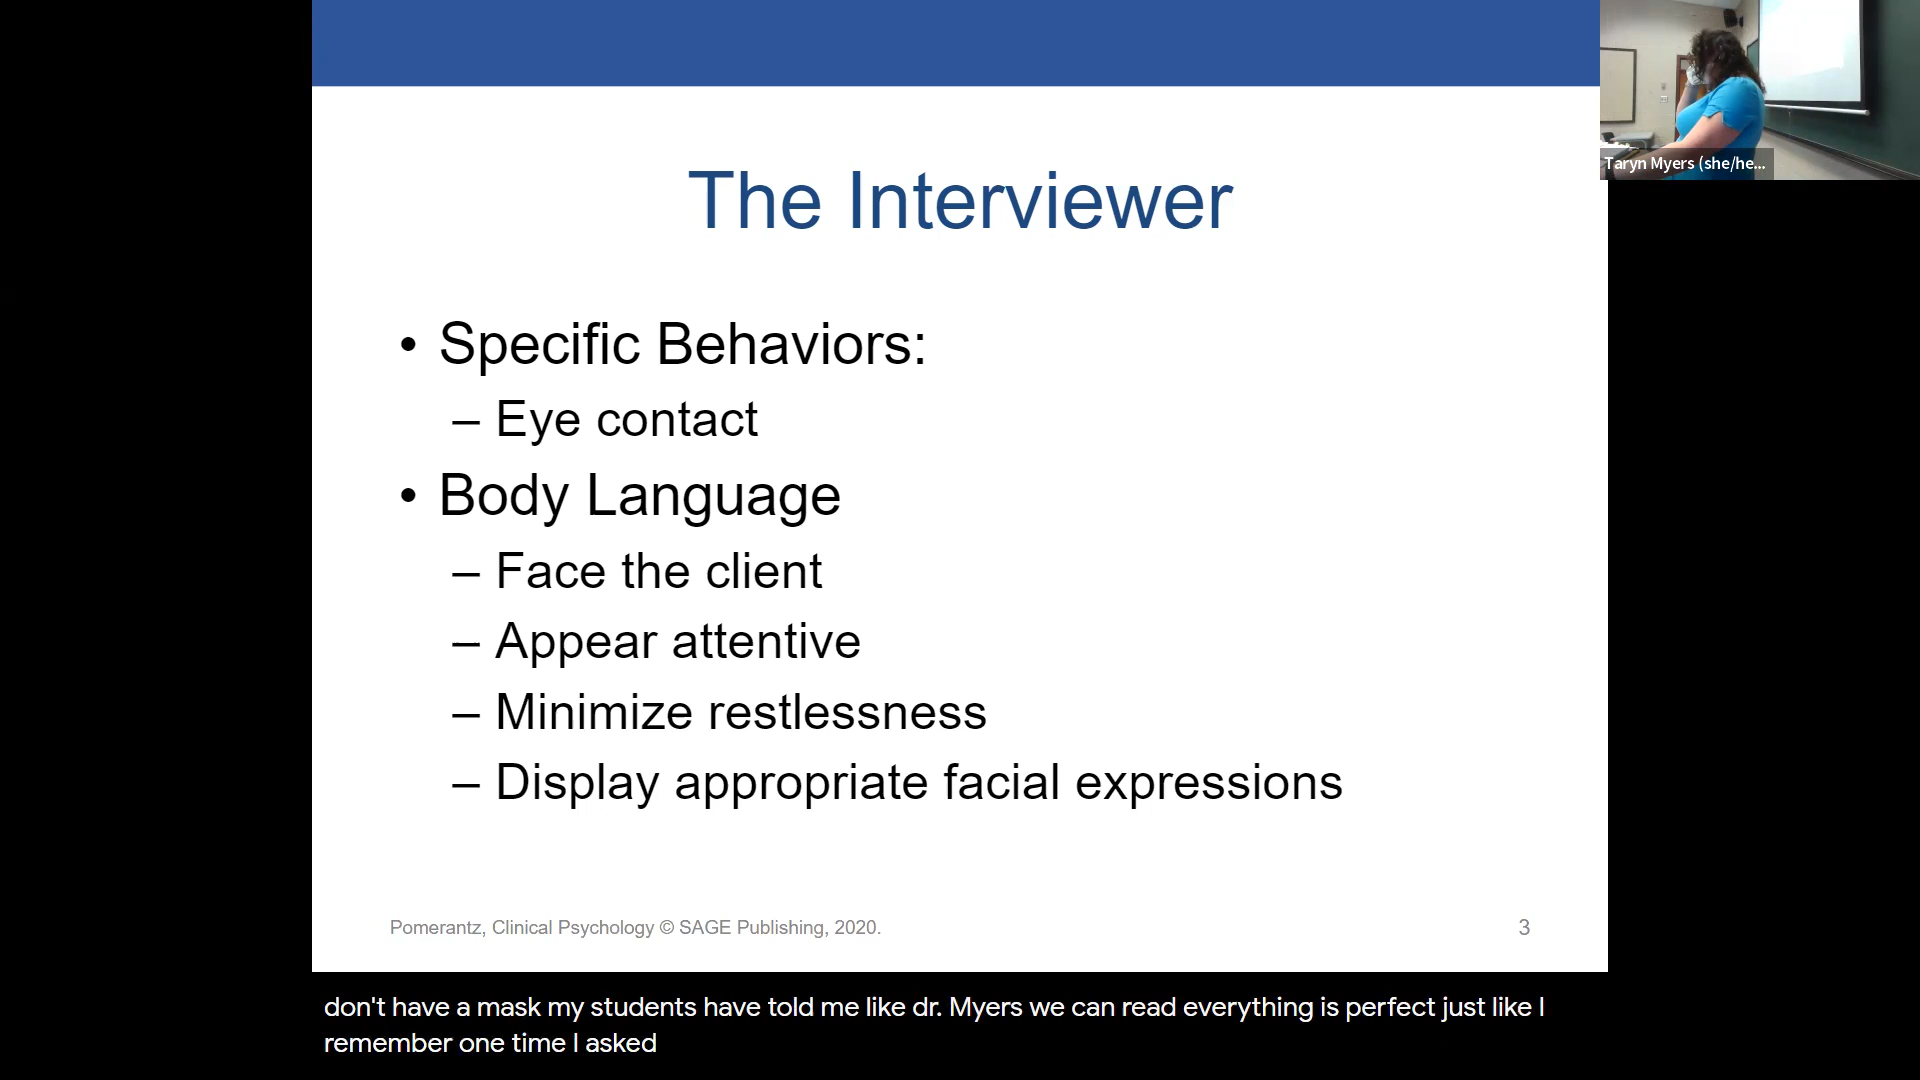 The Interviewer
• Specific Behaviors:
– Eye contact
• Body Language
– Face the client
– Appear attentive
– Minimize restlessness
– Display appropriate facial expressions
Pomerantz, Clinical Psychology © SAGE Publishing, 2020.
3
Taryn Myers (she/he...
don't have a mask my students have told me like dr. Myers we can read everything is perfect just like I
remember one time I asked